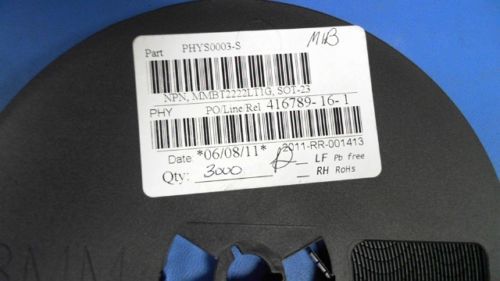 Part PHYS0003-S MWB
NPN, MMBT2222LT1G, SOT-23
PHY PO/Line/Rel 416789-16-1
Date: *06/08/11* 2011-RR-001413
LF Pb free
Qty: 3000 RH RoHs